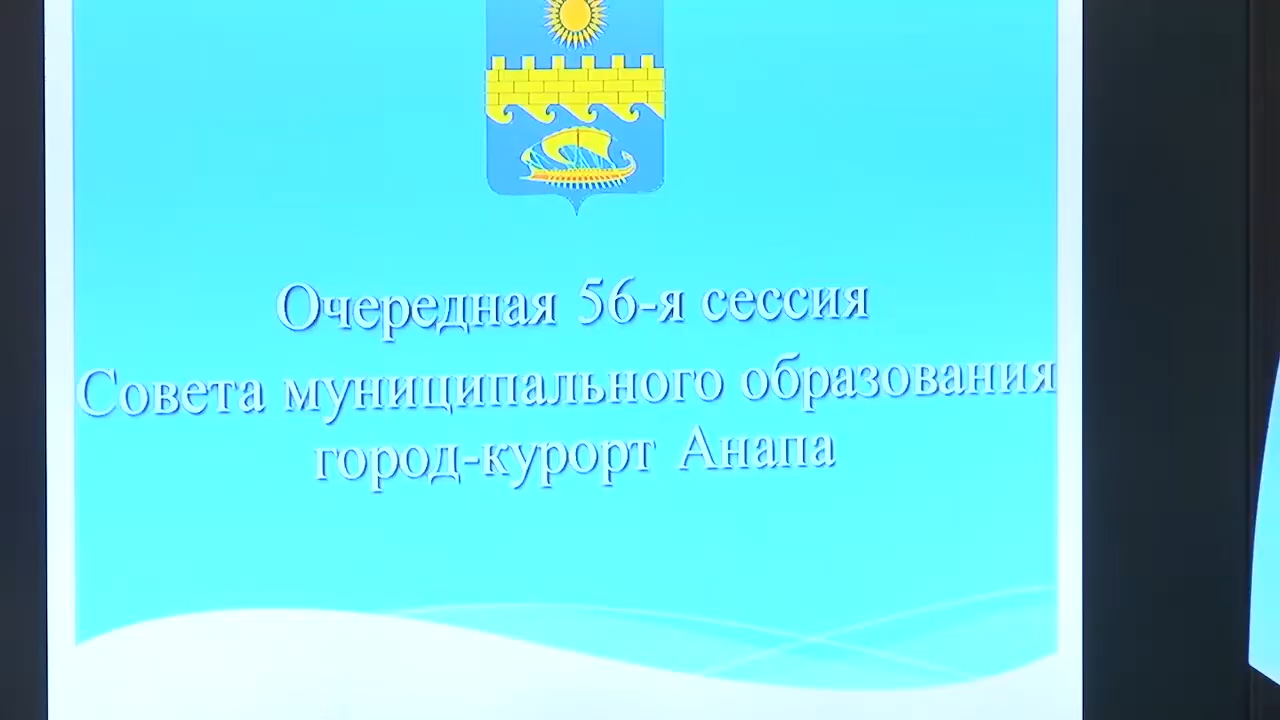 Очередная 56-я сессия
Совета муниципального образования
город-курорт Анапа